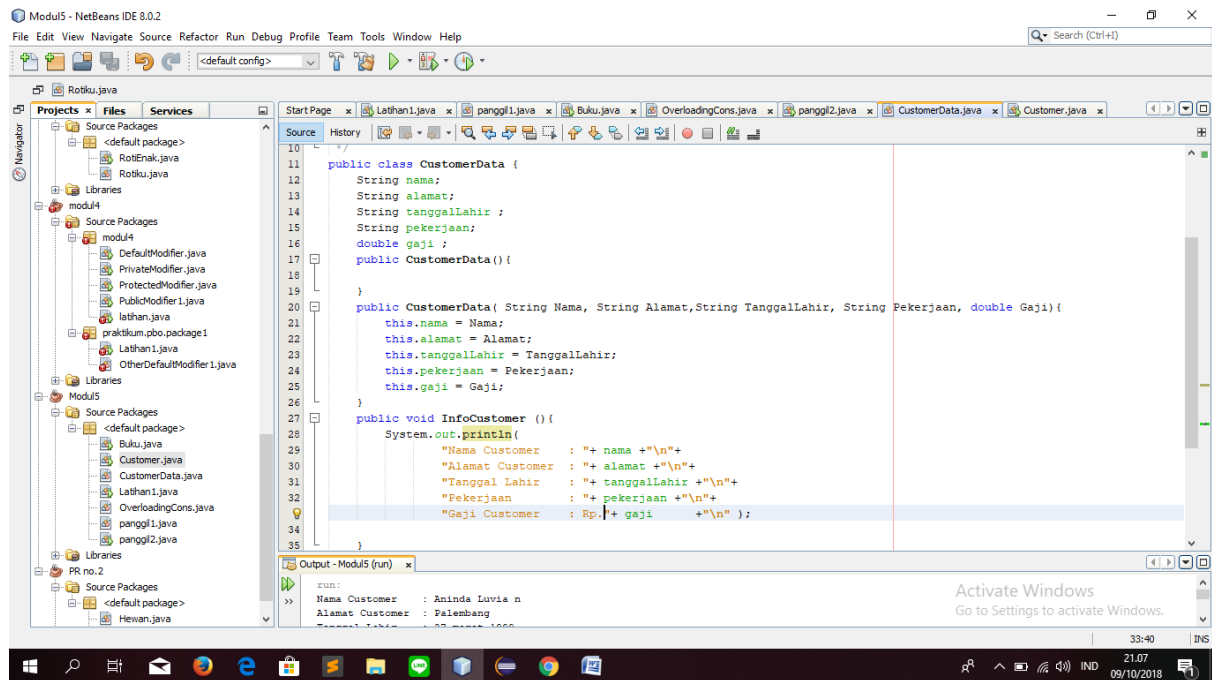 Modul5 - NetBeans IDE 8.0.2
File Edit View Navigate Source Refactor Run Debug Profile Team Tools Window Help
Search (Ctrl+I)
<default config>
Rotiku.java
Projects x Files Services
Start Page x Latihan1.java x panggil1.java x Buku.java x OverloadingCons.java x panggil2.java x CustomerData.java x Customer.java x
Navigator
Source Packages
<default package>
RotiEnak.java
Rotiku.java
Libraries
modul4
Source Packages
modul4
DefaultModifier.java
PrivateModifier.java
ProtectedModifier.java
PublicModifier1.java
latihan.java
praktikum.pbo.package1
Latihan1.java
OtherDefaultModifier1.java
Libraries
Modul5
Source Packages
<default package>
Buku.java
Customer.java
CustomerData.java
Latihan1.java
OverloadingCons.java
panggil1.java
panggil2.java
Libraries
PR no.2
Source Packages
<default package>
Hewan.java
Source History
10 */
11 public class CustomerData {
12 String nama;
13 String alamat;
14 String tanggalLahir ;
15 String pekerjaan;
16 double gaji ;
17 public CustomerData(){
18
19 }
20 public CustomerData( String Nama, String Alamat,String TanggalLahir, String Pekerjaan, double Gaji){
21 this.nama = Nama;
22 this.alamat = Alamat;
23 this.tanggalLahir = TanggalLahir;
24 this.pekerjaan = Pekerjaan;
25 this.gaji = Gaji;
26 }
27 public void InfoCustomer (){
28 System.out.println(
29 "Nama Customer : "+ nama +"\n"+
30 "Alamat Customer : "+ alamat +"\n"+
31 "Tanggal Lahir : "+ tanggalLahir +"\n"+
32 "Pekerjaan : "+ pekerjaan +"\n"+
"Gaji Customer : Rp."+ gaji +"\n" );
34
35 }
Output - Modul5 (run) x
run:
Nama Customer : Aninda Luvia n
Alamat Customer : Palembang
Activate Windows
Go to Settings to activate Windows.
33:40 INS
IND
21.07
09/10/2018